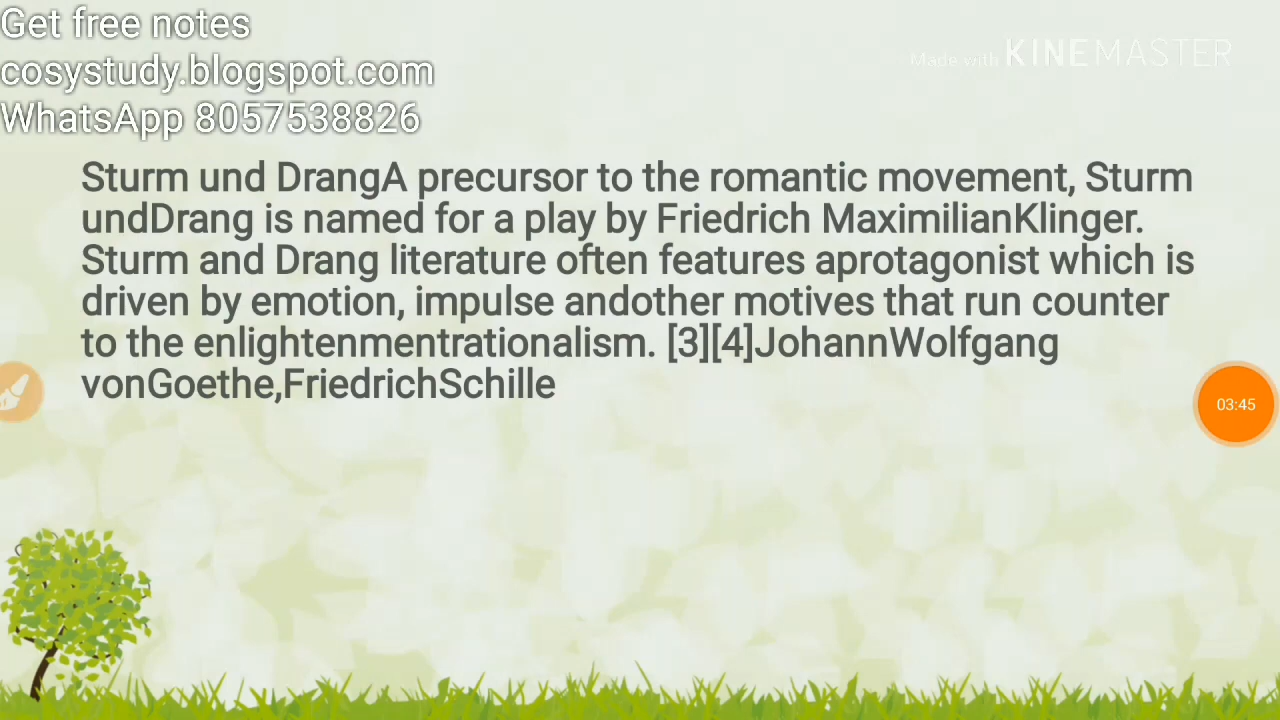 Get free notes
cosystudy.blogspot.com
WhatsApp 8057538826
Made with KINEMASTER
Sturm und DrangA precursor to the romantic movement, Sturm
undDrang is named for a play by Friedrich MaximilianKlinger.
Sturm and Drang literature often features aprotagonist which is
driven by emotion, impulse andother motives that run counter
to the enlightenmentrationalism. [3][4]JohannWolfgang
vonGoethe,FriedrichSchille
03:45